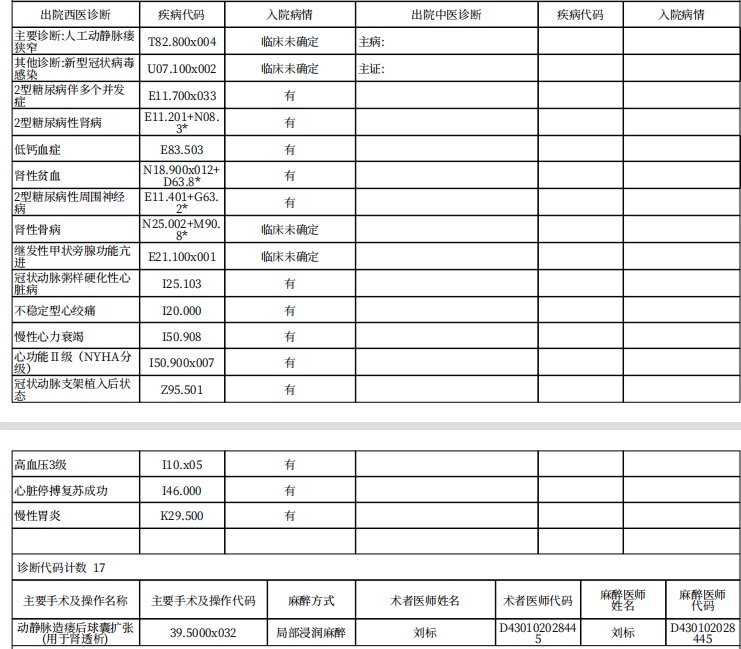 出院西医诊断 疾病代码 入院病情 出院中医诊断 疾病代码 入院病情
主要诊断:人工动静脉瘘
狭窄 T82.800x004 临床未确定 主病:
其他诊断:新型冠状病毒
感染 U07.100x002 临床未确定 主证:
2型糖尿病伴多个并发
症 E11.700x033 有
2型糖尿病性肾病 E11.201+N08.
3* 有
低钙血症 E83.503 有
肾性贫血 N18.900x012+
D63.8* 有
2型糖尿病性周围神经
病 E11.401+G63.
2* 有
肾性骨病 N25.002+M90.
8* 临床未确定
继发性甲状旁腺功能亢
进 E21.100x001 临床未确定
冠状动脉粥样硬化性心
脏病 I25.103 有
不稳定型心绞痛 I20.000 有
慢性心力衰竭 I50.908 有
心功能Ⅱ级（NYHA分
级） I50.900x007 有
冠状动脉支架植入后状
态 Z95.501 有
高血压3级 I10.x05 有
心脏停搏复苏成功 I46.000 有
慢性胃炎 K29.500 有
诊断代码计数 17
主要手术及操作名称 主要手术及操作代码 麻醉方式 术者医师姓名 术者医师代码 麻醉医师
姓名 麻醉医师
代码
动静脉造瘘后球囊扩张
(用于肾透析) 39.5000x032 局部浸润麻醉 刘标 D43010202844
5 刘标 D430102028
445